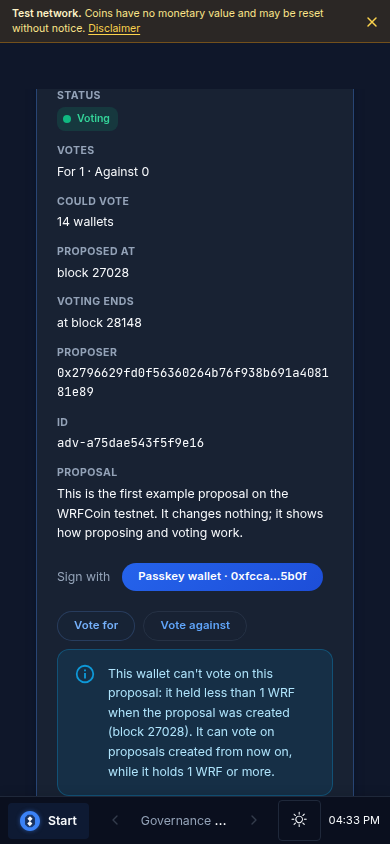 Test network. Coins have no monetary value and may be reset
without notice. Disclaimer
STATUS
Voting
VOTES
For 1 · Against 0
COULD VOTE
14 wallets
PROPOSED AT
block 27028
VOTING ENDS
at block 28148
PROPOSER
0x2796629fd0f56360264b76f938b691a4081
81e89
ID
adv-a75dae543f5f9e16
PROPOSAL
This is the first example proposal on the
WRFCoin testnet. It changes nothing; it shows
how proposing and voting work.
Sign with Passkey wallet · 0xfcca...5b0f
Vote for Vote against
This wallet can't vote on this
proposal: it held less than 1 WRF
when the proposal was created
(block 27028). It can vote on
proposals created from now on,
while it holds 1 WRF or more.
Start Governance ... 04:33 PM